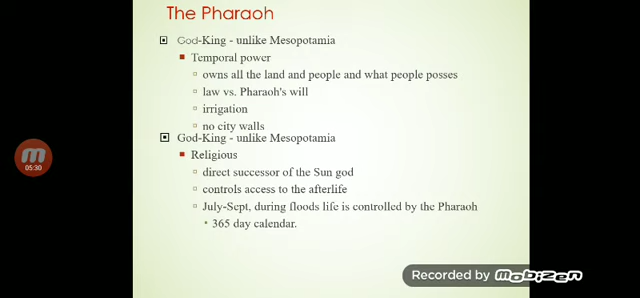 The Pharaoh
God-King - unlike Mesopotamia
Temporal power
owns all the land and people and what people posses
law vs. Pharaoh's will
irrigation
no city walls
God-King - unlike Mesopotamia
Religious
direct successor of the Sun god
controls access to the afterlife
July-Sept, during floods life is controlled by the Pharaoh
365 day calendar.
05:30
Recorded by mobizen